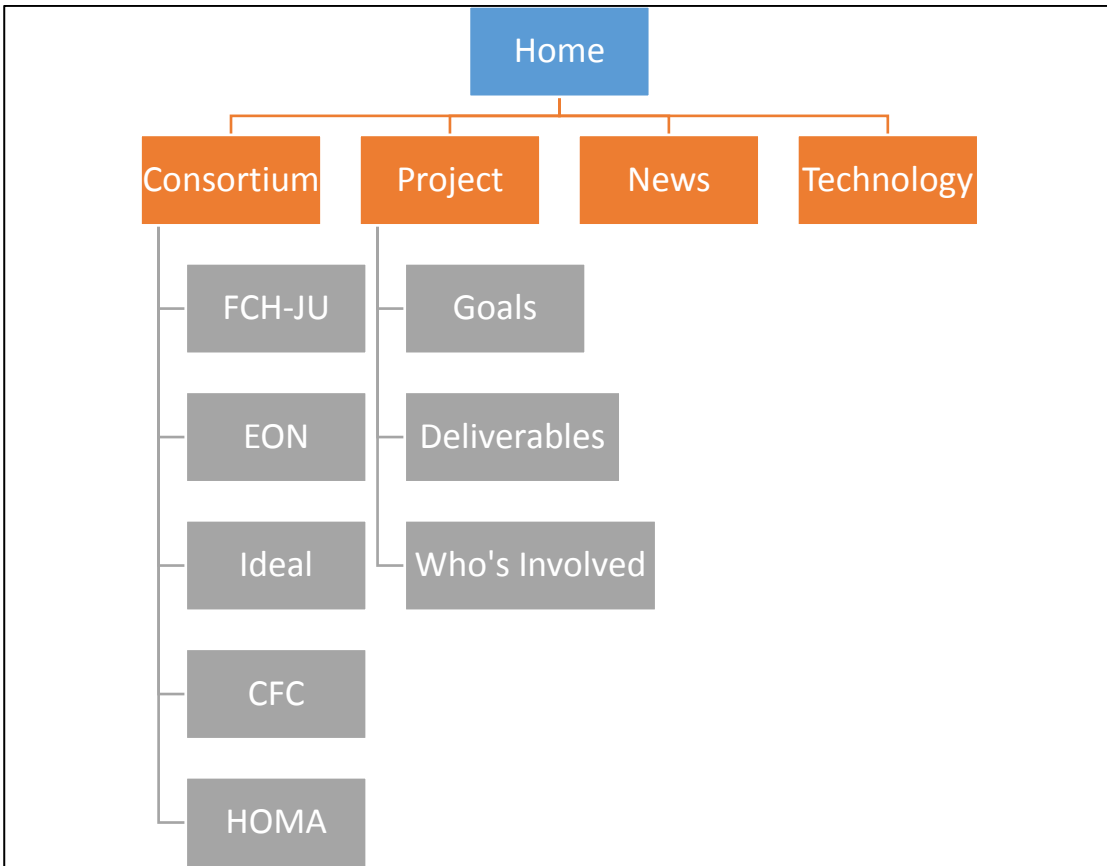 Home
Consortium
Project
News
Technology
FCH-JU
Goals
EON
Deliverables
Ideal
Who's Involved
CFC
HOMA